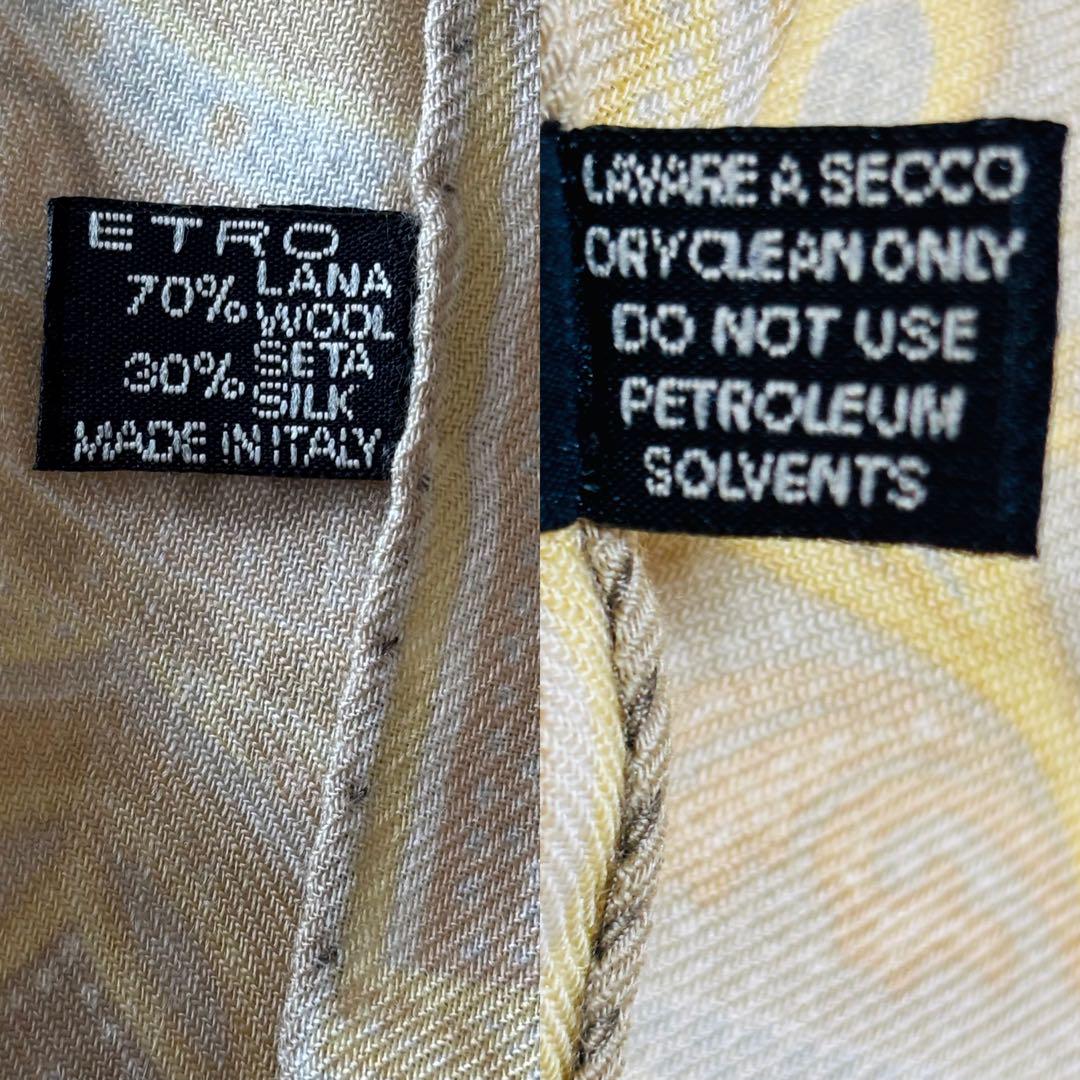 ETRO
70% LANA
WOOL
30% SETA
SILK
MADE IN ITALY
LAVARE A SECCO
DRY CLEAN ONLY
DO NOT USE
PETROLEUM
SOLVENTS